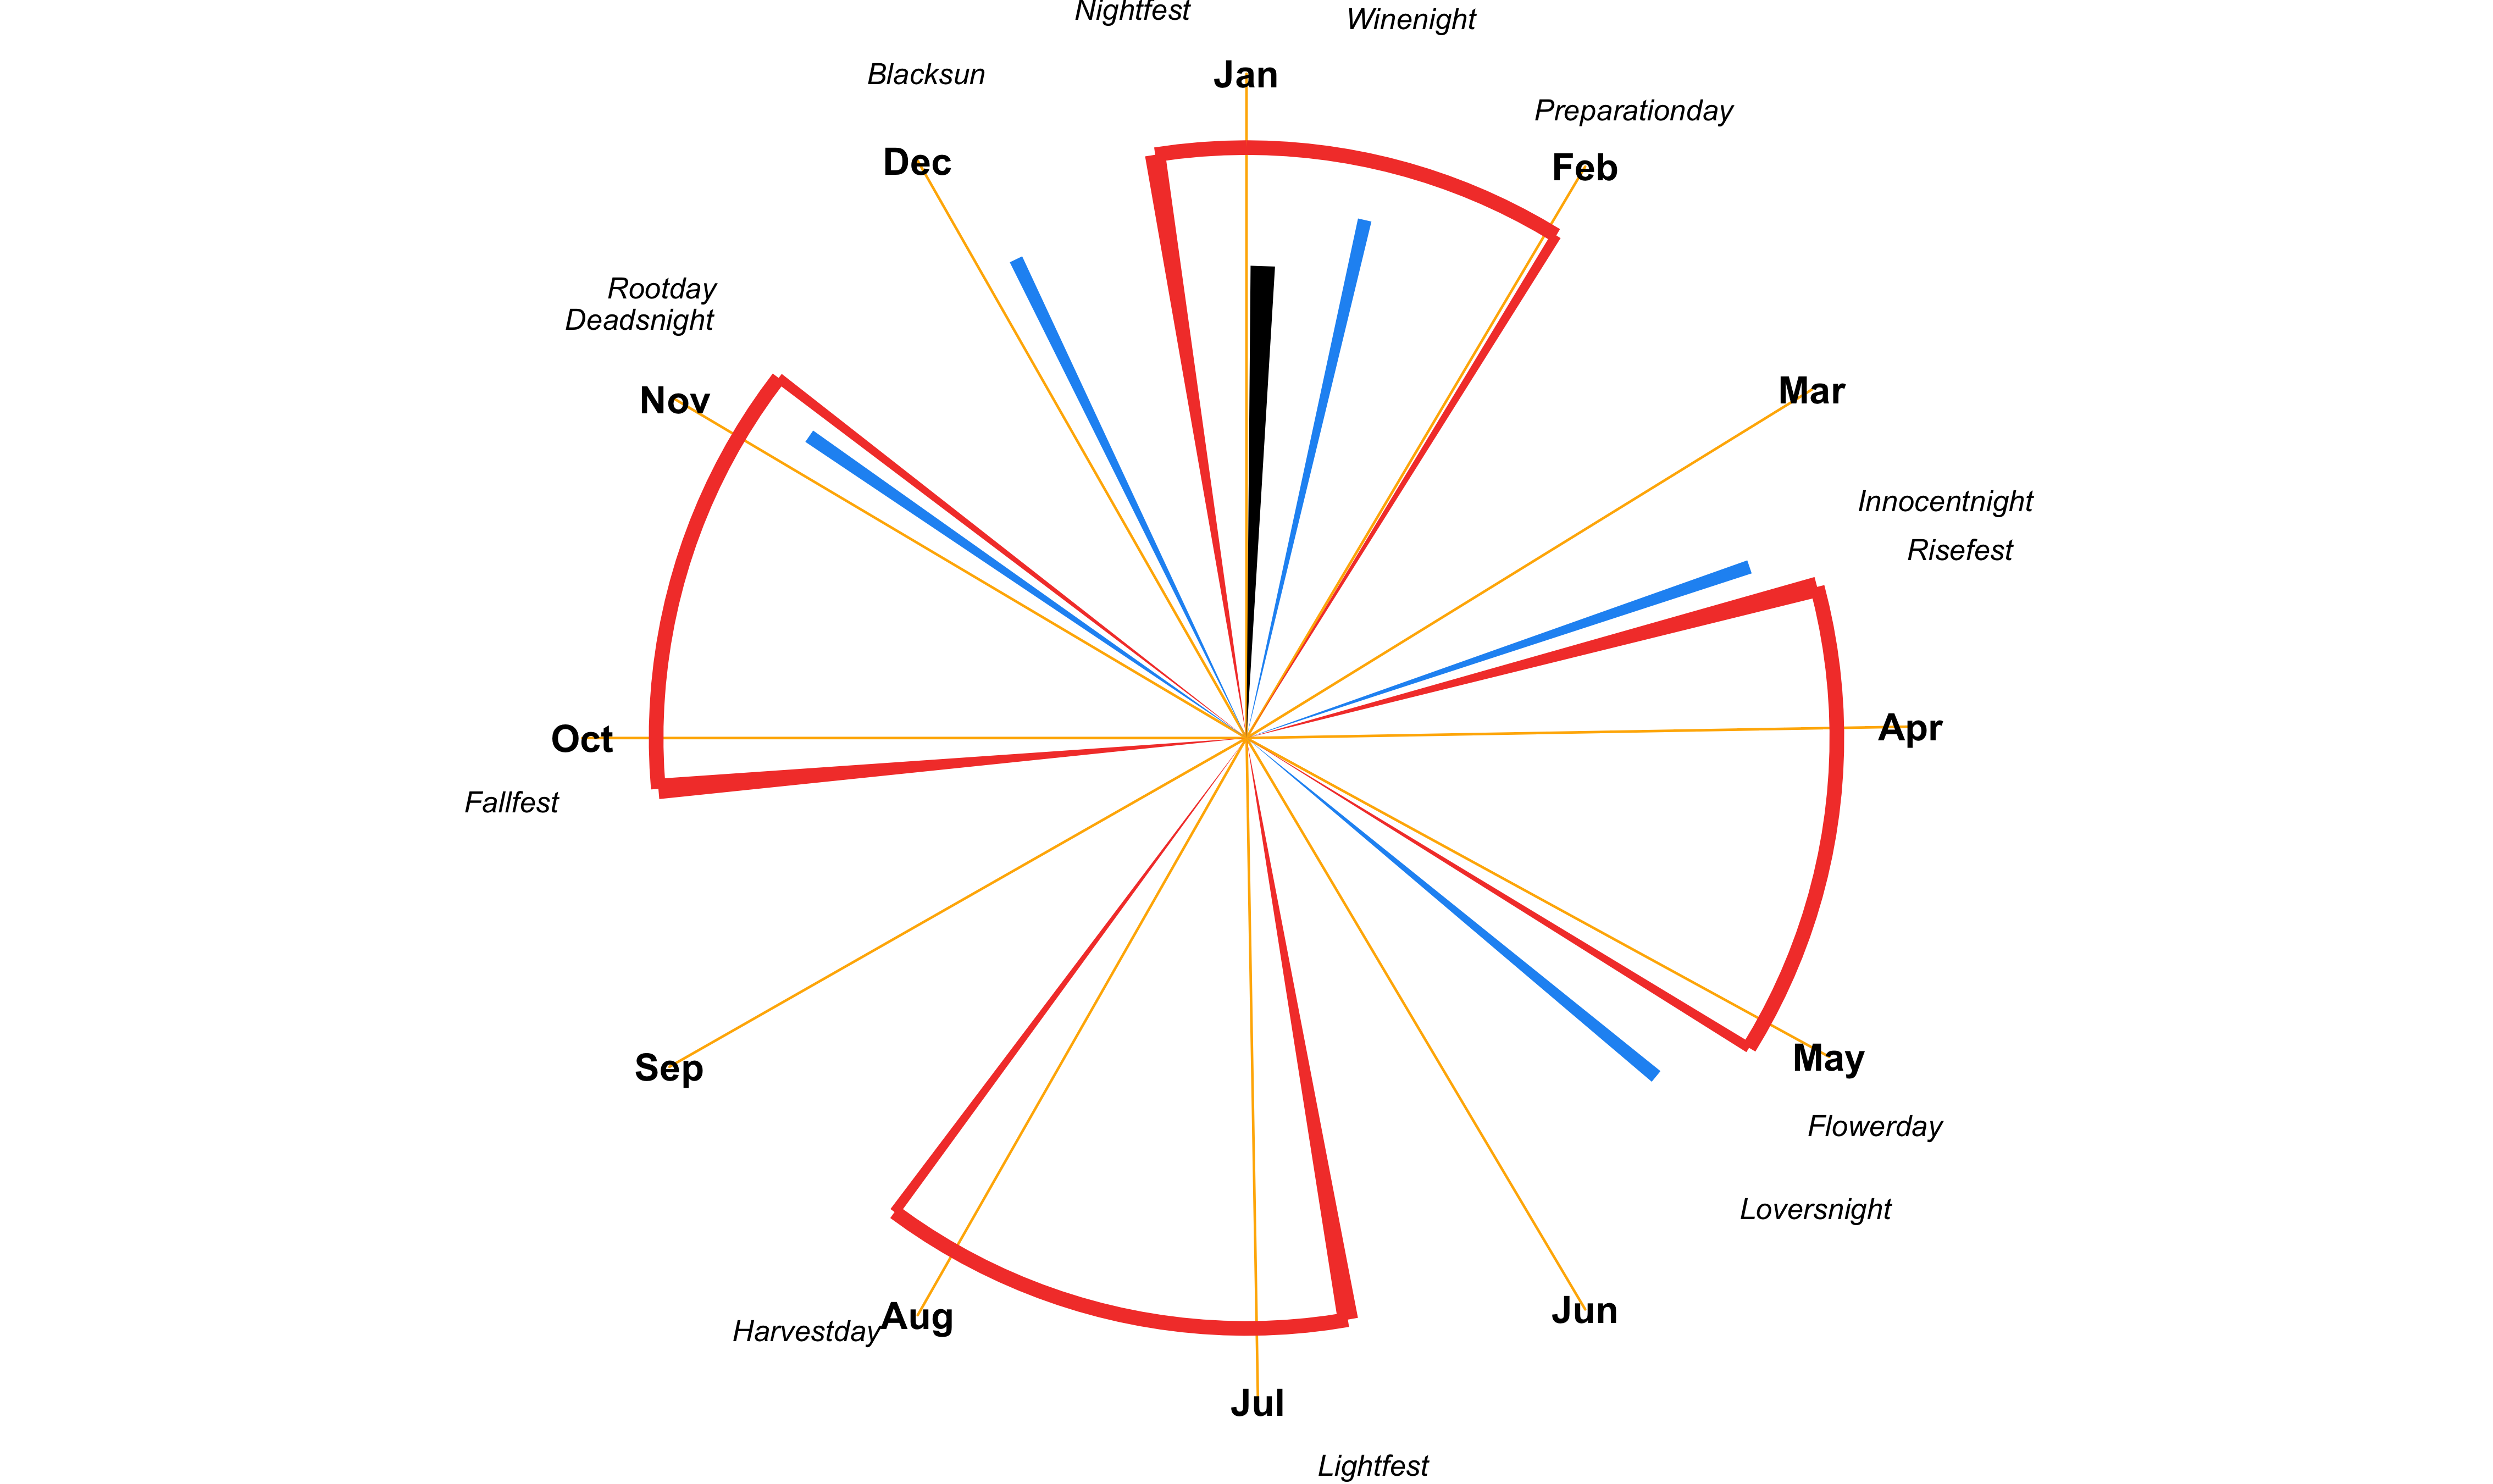 Nightfest
Winenight
Blacksun
Jan
Preparationday
Dec
Feb
Rootday
Deadsnight
Nov
Mar
Innocentnight
Risefest
Oct
Apr
Fallfest
Sep
May
Flowerday
Loversnight
Harvestday
Aug
Jun
Jul
Lightfest